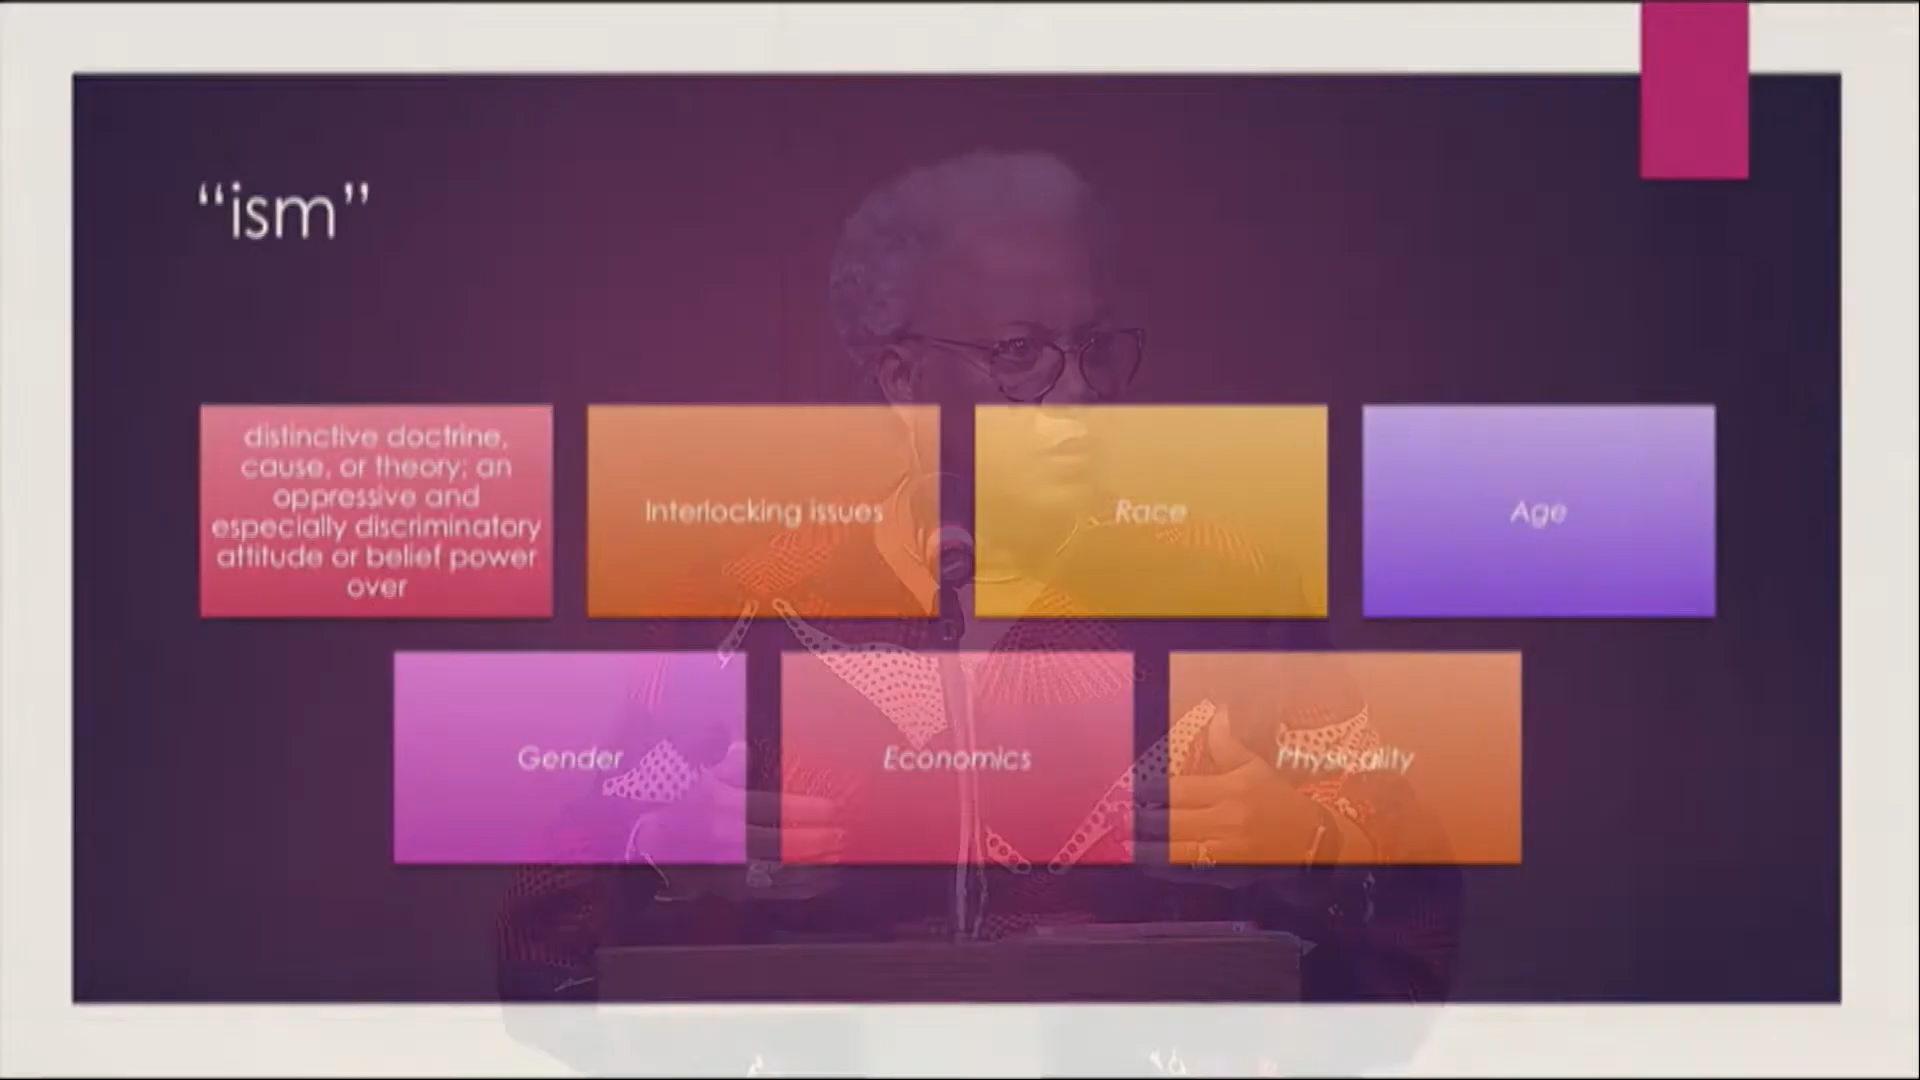 “ism”
distinctive doctrine,
cause, or theory; an
oppressive and
especially discriminatory
attitude or belief power
over
Interlocking issues
Race
Age
Gender
Economics
Physicality